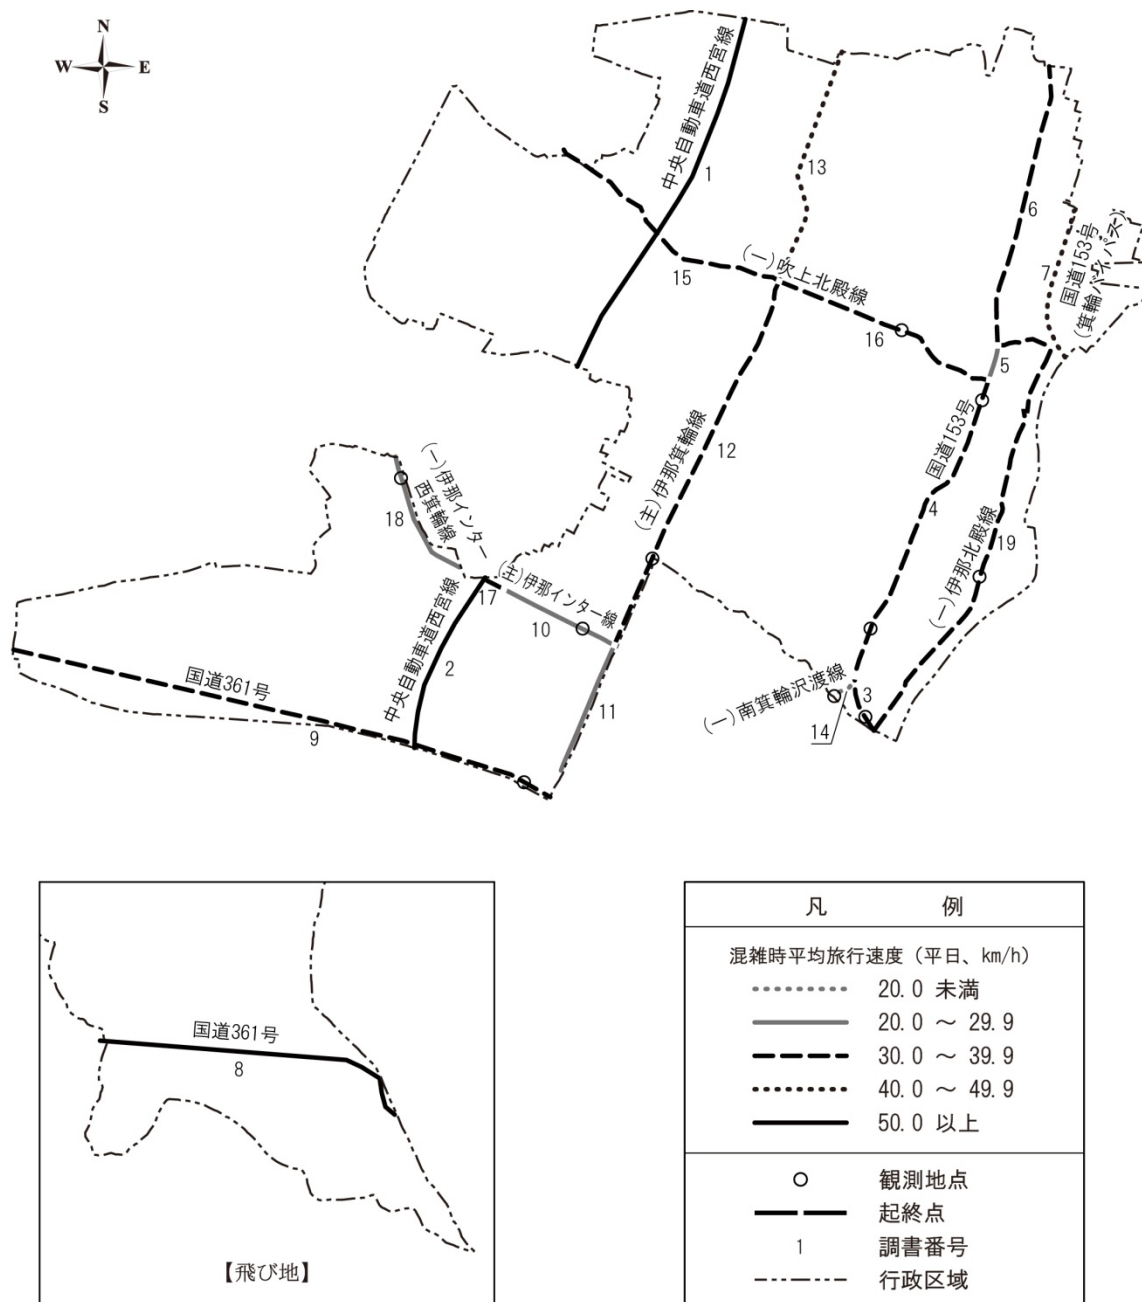 N
W E
S
中央自動車道西宮線
1
13
6
7
国道153号
(箕輪バイパス)
15
(一)吹上北殿線
16
5
12
国道153号
4
(主)伊那箕輪線
(一)伊那インター
西箕輪線
18
19
(一)伊那北殿線
17
(主)伊那インター線
10
中央自動車道西宮線
2
国道361号
9
11
(一)南箕輪沢渡線
3
14
国道361号
8
【飛び地】
凡 例
混雑時平均旅行速度（平日、km/h）
20.0 未満
20.0 ～ 29.9
30.0 ～ 39.9
40.0 ～ 49.9
50.0 以上
観測地点
起終点
1 調書番号
行政区域